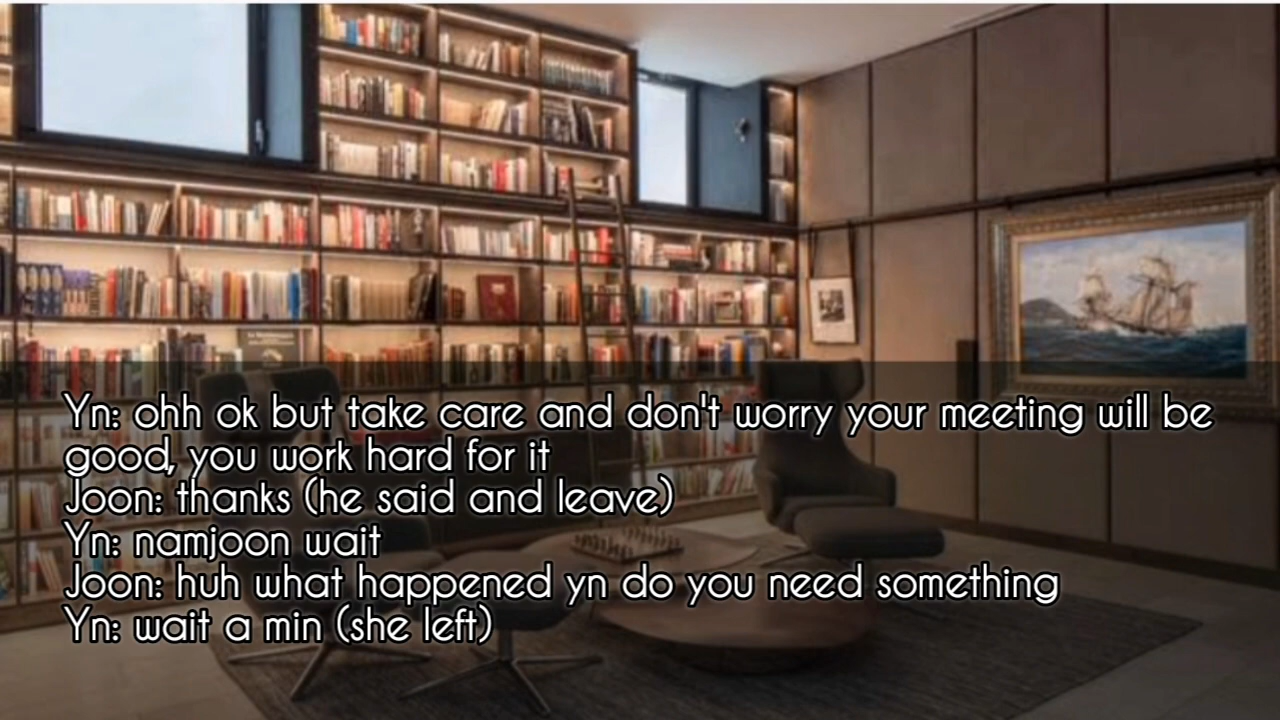 Yn: ohh ok but take care and don't worry your meeting will be
good, you work hard for it
Joon: thanks (he said and leave)
Yn: namjoon wait
Joon: huh what happened yn do you need something
Yn: wait a min (she left)